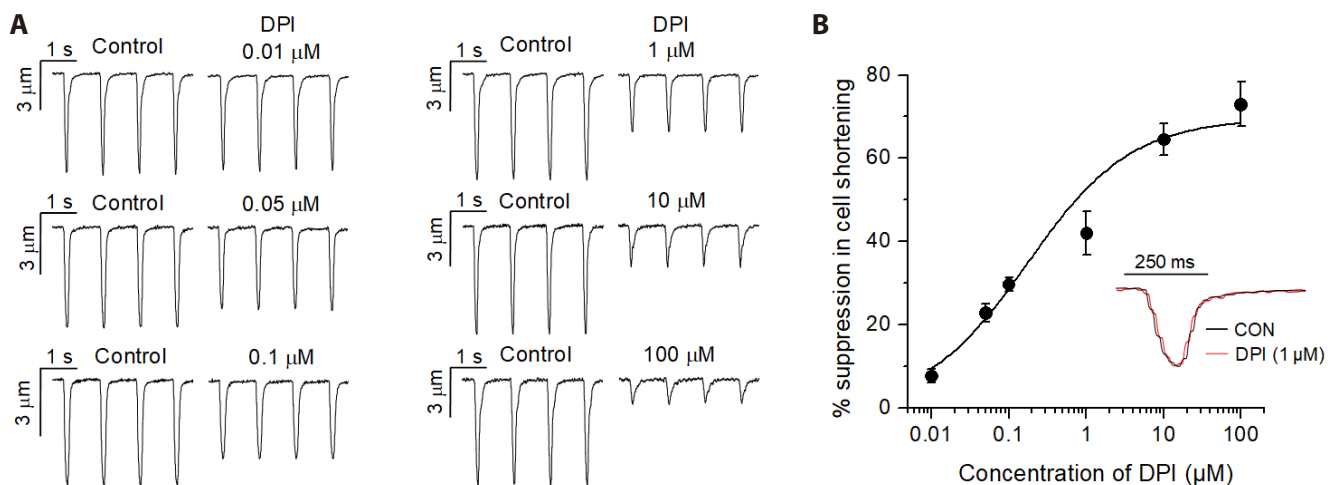 A
DPI
1 s Control 0.01 µM
3 µm
1 s Control 0.05 µM
3 µm
1 s Control 0.1 µM
3 µm
DPI
1 s Control 1 µM
3 µm
1 s Control 10 µM
3 µm
1 s Control 100 µM
3 µm
B
% suppression in cell shortening
80
60
40
20
0
250 ms
CON
DPI (1 µM)
0.01 0.1 1 10 100
Concentration of DPI (µM)